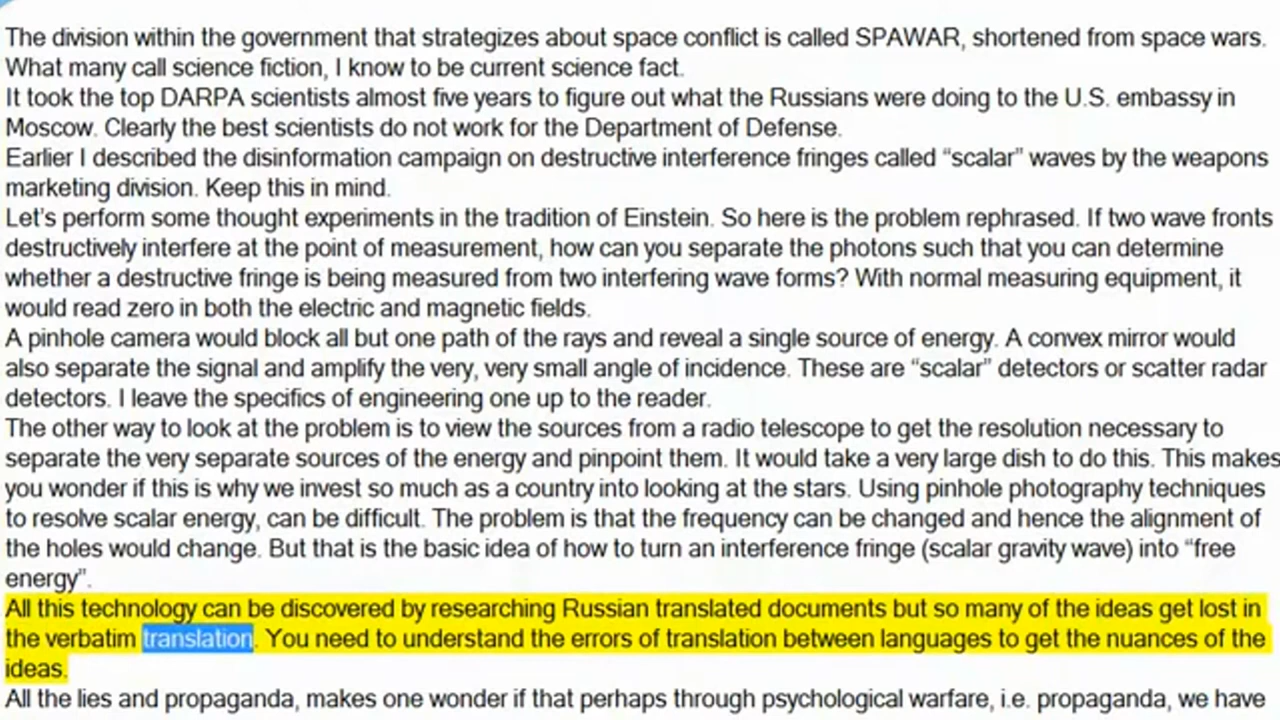 The division within the government that strategizes about space conflict is called SPAWAR, shortened from space wars.
What many call science fiction, I know to be current science fact.
It took the top DARPA scientists almost five years to figure out what the Russians were doing to the U.S. embassy in
Moscow. Clearly the best scientists do not work for the Department of Defense.
Earlier I described the disinformation campaign on destructive interference fringes called “scalar” waves by the weapons
marketing division. Keep this in mind.
Let’s perform some thought experiments in the tradition of Einstein. So here is the problem rephrased. If two wave fronts
destructively interfere at the point of measurement, how can you separate the photons such that you can determine
whether a destructive fringe is being measured from two interfering wave forms? With normal measuring equipment, it
would read zero in both the electric and magnetic fields.
A pinhole camera would block all but one path of the rays and reveal a single source of energy. A convex mirror would
also separate the signal and amplify the very, very small angle of incidence. These are “scalar” detectors or scatter radar
detectors. I leave the specifics of engineering one up to the reader.
The other way to look at the problem is to view the sources from a radio telescope to get the resolution necessary to
separate the very separate sources of the energy and pinpoint them. It would take a very large dish to do this. This makes
you wonder if this is why we invest so much as a country into looking at the stars. Using pinhole photography techniques
to resolve scalar energy, can be difficult. The problem is that the frequency can be changed and hence the alignment of
the holes would change. But that is the basic idea of how to turn an interference fringe (scalar gravity wave) into “free
energy”.
All this technology can be discovered by researching Russian translated documents but so many of the ideas get lost in
the verbatim translation. You need to understand the errors of translation between languages to get the nuances of the
ideas.
All the lies and propaganda, makes one wonder if that perhaps through psychological warfare, i.e. propaganda, we have